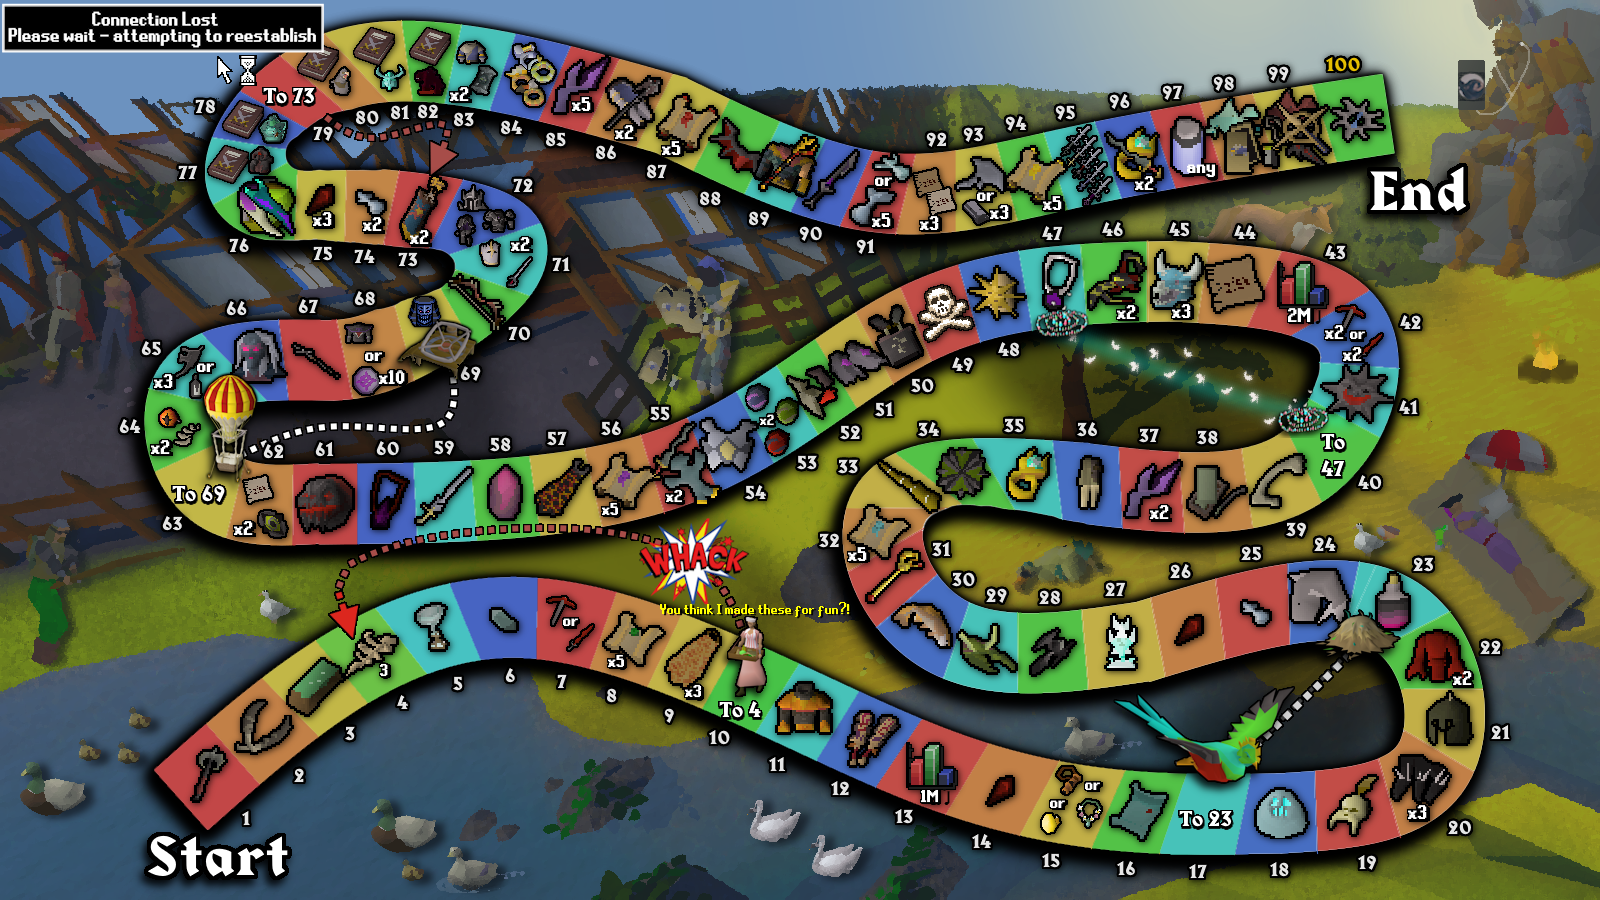 Connection Lost
Please wait - attempting to reestablish
To 73
78
79
80
81
82
83
84
85
86
87
88
89
90
91
92
93
94
95
96
97
98
99
100
x2
x5
x2
x5
or
x5
x3
or
x3
x5
x2
any
End
77
76
75
74
73
72
71
70
x3
x2
x2
x2
69
68
67
66
65
64
63
x3
or
or
x10
x2
To 69
62
61
60
59
58
57
56
55
54
53
52
51
50
49
48
47
46
45
44
43
42
41
40
x2
x5
x2
x2
x2
x3
2M
x2 or
x2
To
47
39
38
37
36
35
34
33
32
31
30
29
28
27
26
25
24
23
22
21
20
x2
x5
x2
x3
WHACK
You think I made these for fun?!
3
or
x5
x3
To 4
1M
or
or
To 23
1
2
3
4
5
6
7
8
9
10
11
12
13
14
15
16
17
18
19
Start